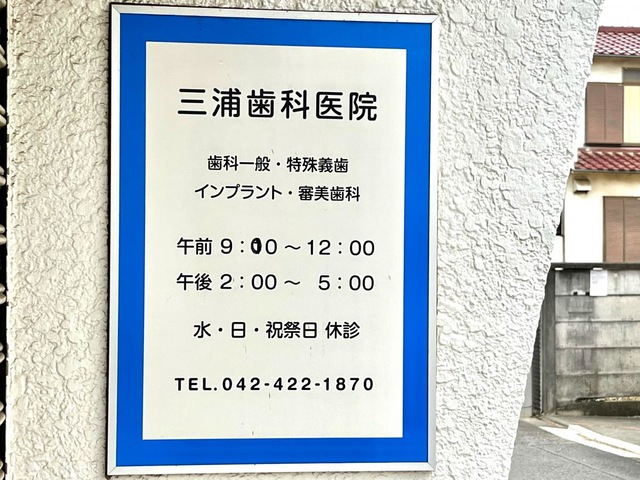 三浦歯科医院
歯科一般・特殊義歯
インプラント・審美歯科
午前 9：00 ～ 12：00
午後 2：00 ～ 5：00
水・日・祝祭日 休診
TEL.042-422-1870